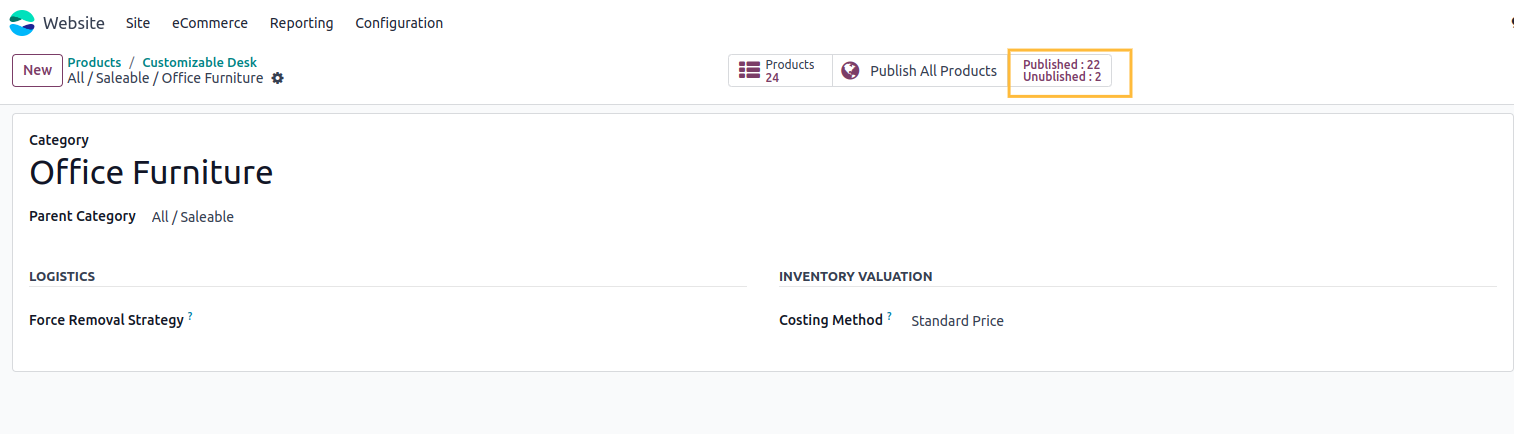 Website Site eCommerce Reporting Configuration
New
Products / Customizable Desk
All / Saleable / Office Furniture
Products
24
Publish All Products
Published : 22
Unublished : 2
Category
Office Furniture
Parent Category All / Saleable
LOGISTICS
INVENTORY VALUATION
Force Removal Strategy ?
Costing Method ? Standard Price